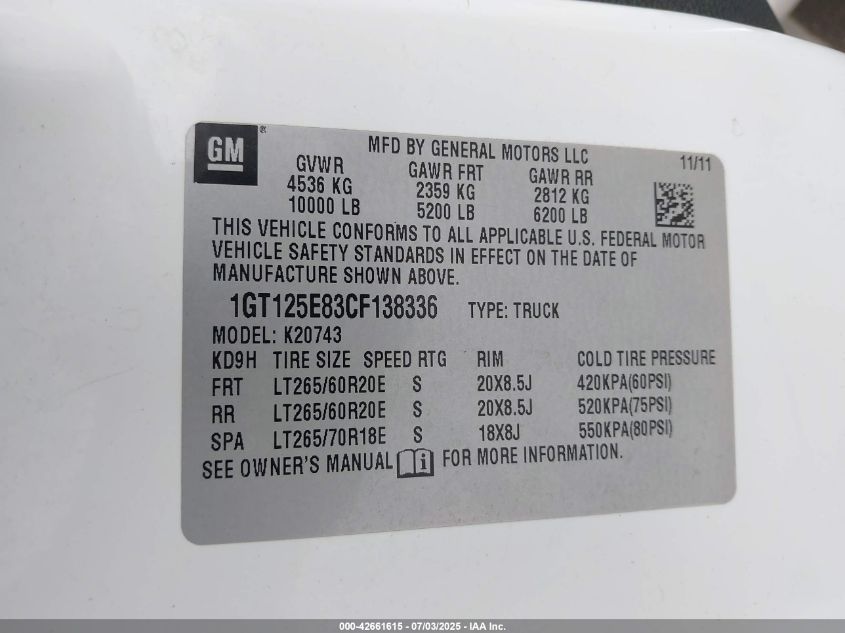 GM ®
MFD BY GENERAL MOTORS LLC 11/11
GVWR GAWR FRT GAWR RR
4536 KG 2359 KG 2812 KG
10000 LB 5200 LB 6200 LB
THIS VEHICLE CONFORMS TO ALL APPLICABLE U.S. FEDERAL MOTOR
VEHICLE SAFETY STANDARDS IN EFFECT ON THE DATE OF
MANUFACTURE SHOWN ABOVE.
1GT125E83CF138336 TYPE: TRUCK
MODEL: K20743
KD9H TIRE SIZE SPEED RTG RIM COLD TIRE PRESSURE
FRT LT265/60R20E S 20X8.5J 420KPA(60PSI)
RR LT265/60R20E S 20X8.5J 520KPA(75PSI)
SPA LT265/70R18E S 18X8J 550KPA(80PSI)
SEE OWNER'S MANUAL i FOR MORE INFORMATION.
000-42661615 - 07/03/2025 - IAA Inc.